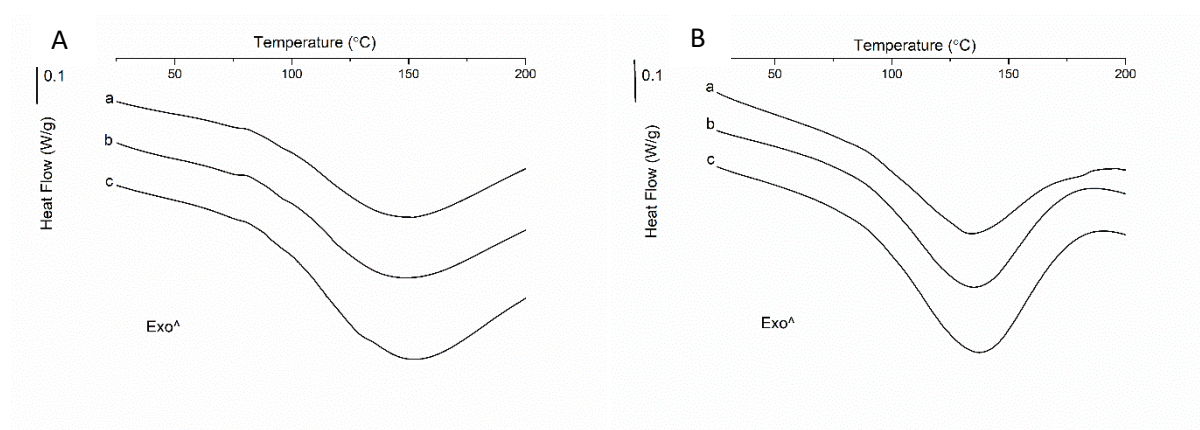 A
Temperature (°C)
50 100 150 200
0.1
Heat Flow (W/g)
a
b
c
Exo^
B
Temperature (°C)
50 100 150 200
0.1
Heat Flow (W/g)
a
b
c
Exo^